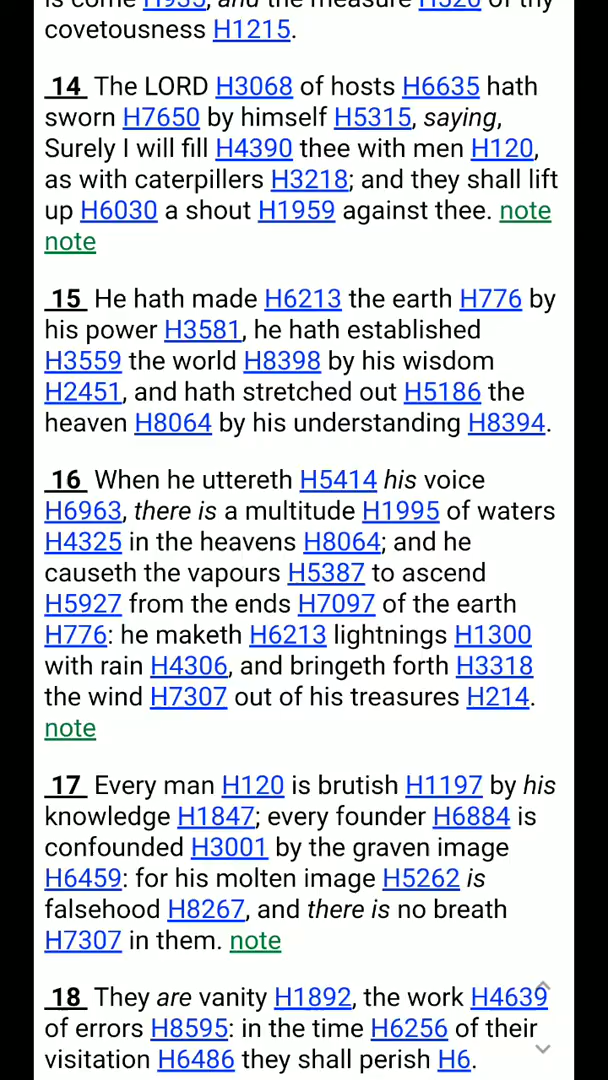 is come H935, and the measure H520 of thy
covetousness H1215.
14 The LORD H3068 of hosts H6635 hath
sworn H7650 by himself H5315, saying,
Surely I will fill H4390 thee with men H120,
as with caterpillers H3218; and they shall lift
up H6030 a shout H1959 against thee. note
note
15 He hath made H6213 the earth H776 by
his power H3581, he hath established
H3559 the world H8398 by his wisdom
H2451, and hath stretched out H5186 the
heaven H8064 by his understanding H8394.
16 When he uttereth H5414 his voice
H6963, there is a multitude H1995 of waters
H4325 in the heavens H8064; and he
causeth the vapours H5387 to ascend
H5927 from the ends H7097 of the earth
H776: he maketh H6213 lightnings H1300
with rain H4306, and bringeth forth H3318
the wind H7307 out of his treasures H214.
note
17 Every man H120 is brutish H1197 by his
knowledge H1847; every founder H6884 is
confounded H3001 by the graven image
H6459: for his molten image H5262 is
falsehood H8267, and there is no breath
H7307 in them. note
18 They are vanity H1892, the work H4639
of errors H8595: in the time H6256 of their
visitation H6486 they shall perish H6.